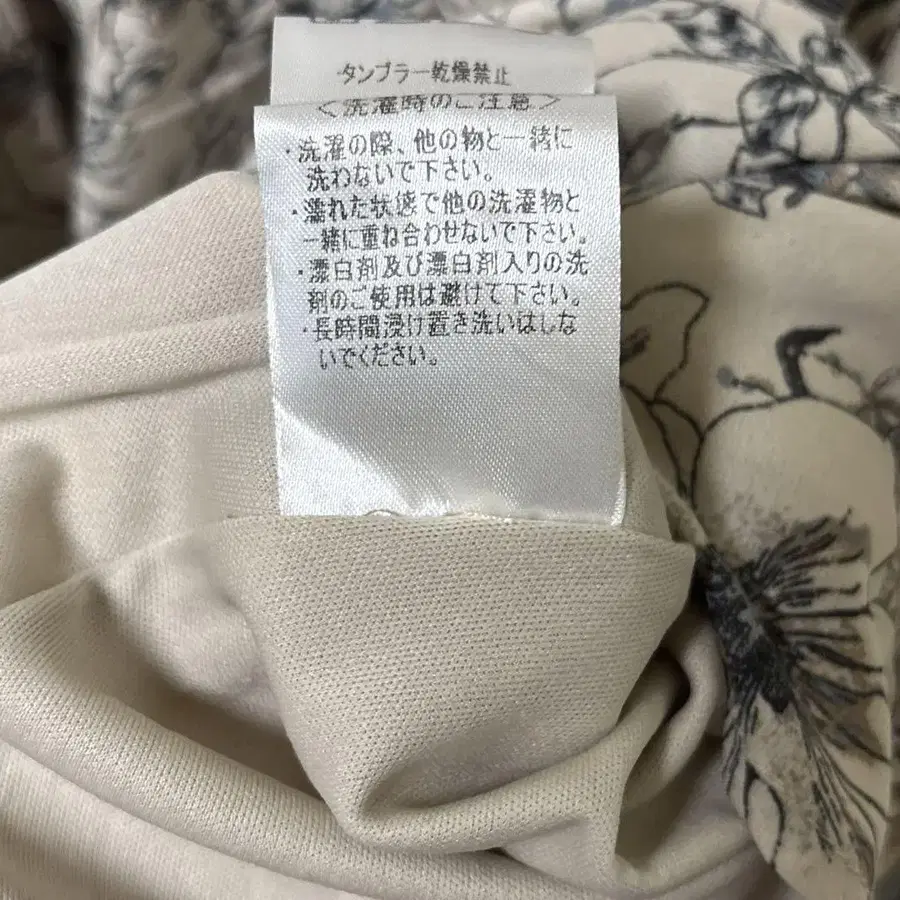 タンブラー乾燥禁止
〈洗濯時のご注意〉
・洗濯の際、他の物と一緒に
洗わないで下さい。
・濡れた状態で他の洗濯物と
一緒に重ね合わせないで下さい。
・漂白剤及び漂白剤入りの洗
剤のご使用は避けて下さい。
・長時間浸け置き洗いはしな
いでください。